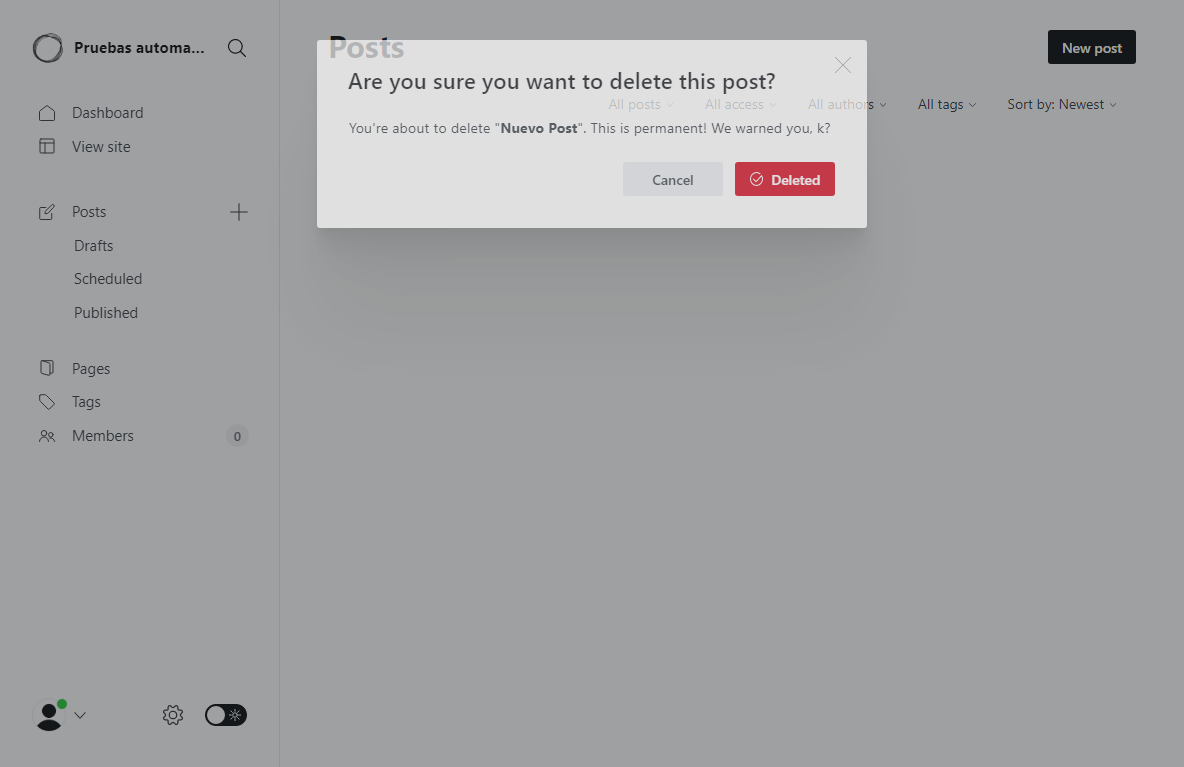 Pruebas automa...
Dashboard
View site
Posts
Drafts
Scheduled
Published
Pages
Tags
Members 0
Posts
New post
All posts All access All authors All tags Sort by: Newest
Are you sure you want to delete this post?
You're about to delete "Nuevo Post". This is permanent! We warned you, k?
Cancel Deleted